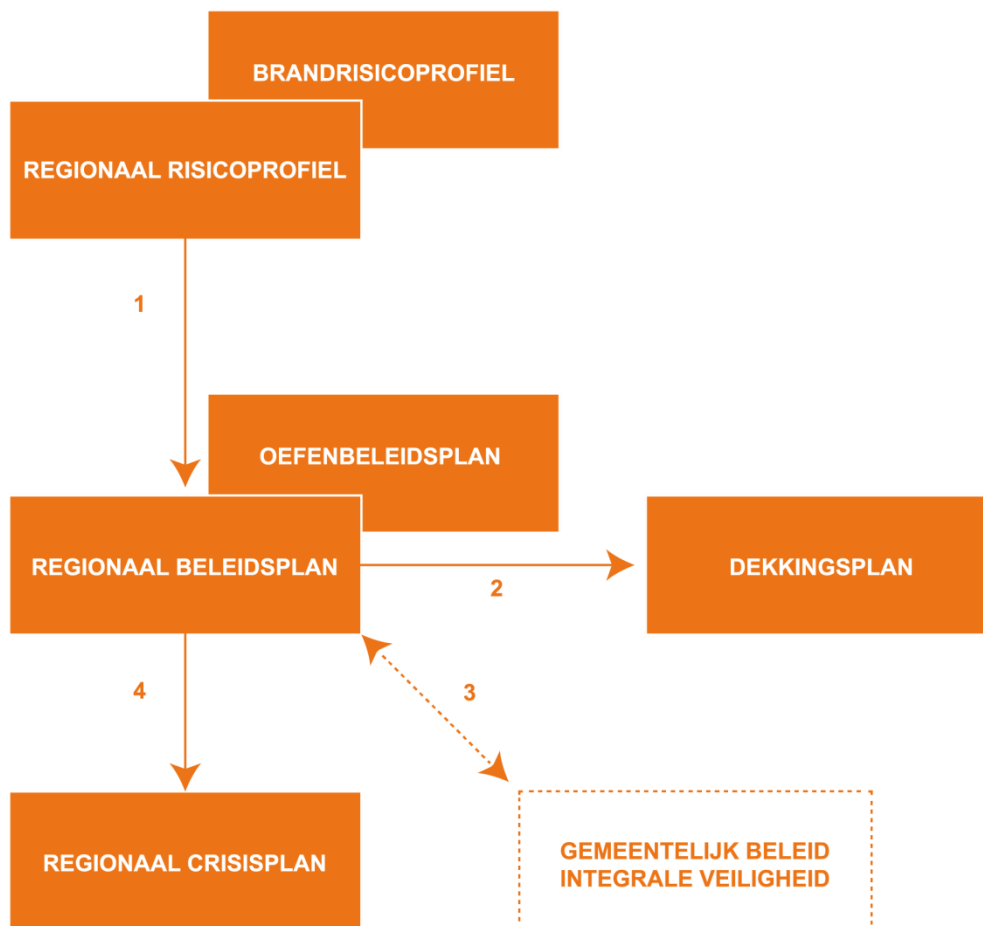 BRANDRISICOPROFIEL
REGIONAAL RISICOPROFIEL
1
OEFENBELEIDSPLAN
REGIONAAL BELEIDSPLAN
2
DEKKINGSPLAN
4
3
REGIONAAL CRISISPLAN
GEMEENTELIJK BELEID
INTEGRALE VEILIGHEID